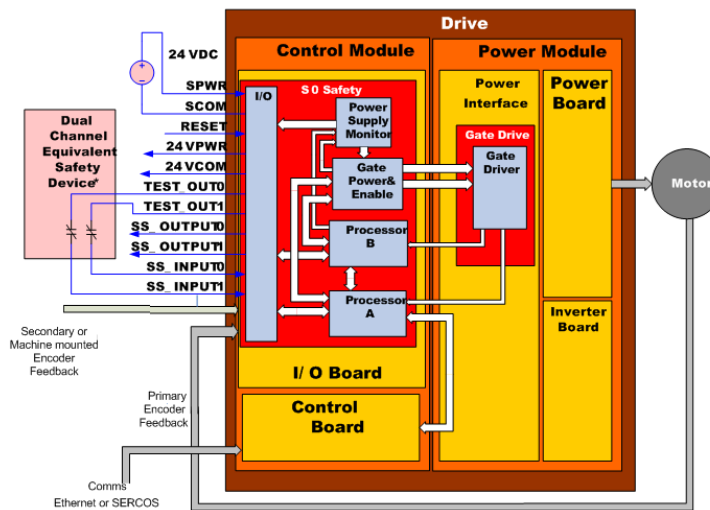 Drive
Control Module
Power Module
24 VDC
SPWR
SCOM
RESET
24 VPWR
24VCOM
TEST_OUT0
TEST_OUT1
SS_OUTPUT0
SS_OUTPUT1
SS_INPUT0
SS_INPUT1
Dual
Channel
Equivalent
Safety
Device*
I/O
S0 Safety
Power
Supply
Monitor
Gate
Power&
Enable
Processor
B
Processor
A
I/O Board
Control
Board
Power
Interface
Gate Drive
Gate
Driver
Power
Board
Inverter
Board
Motor
Secondary or
Machine mounted
Encoder
Feedback
Primary
Encoder
Feedback
Comms
Ethernet or SERCOS